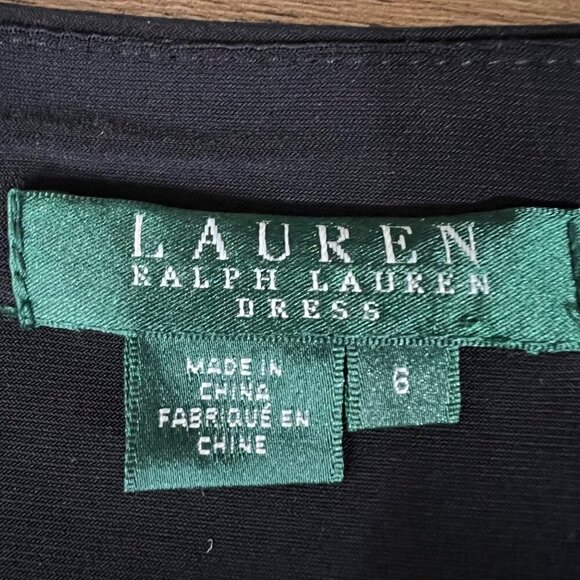 LAUREN
RALPH LAUREN
DRESS
MADE IN
CHINA
FABRIQUÉ EN
CHINE
6